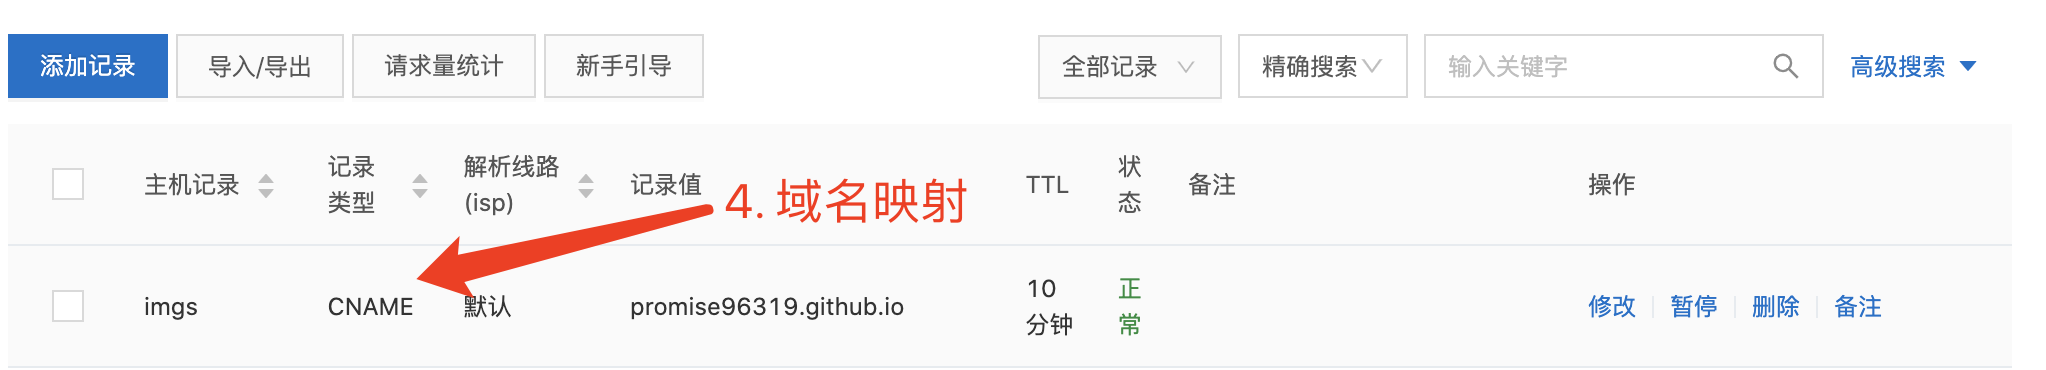 添加记录 导入/导出 请求量统计 新手引导 全部记录 精确搜索 输入关键字 高级搜索
主机记录 记录类型 解析线路(isp) 记录值 TTL 状态 备注 操作
4. 域名映射
imgs CNAME 默认 promise96319.github.io 10分钟 正常 修改 暂停 删除 备注